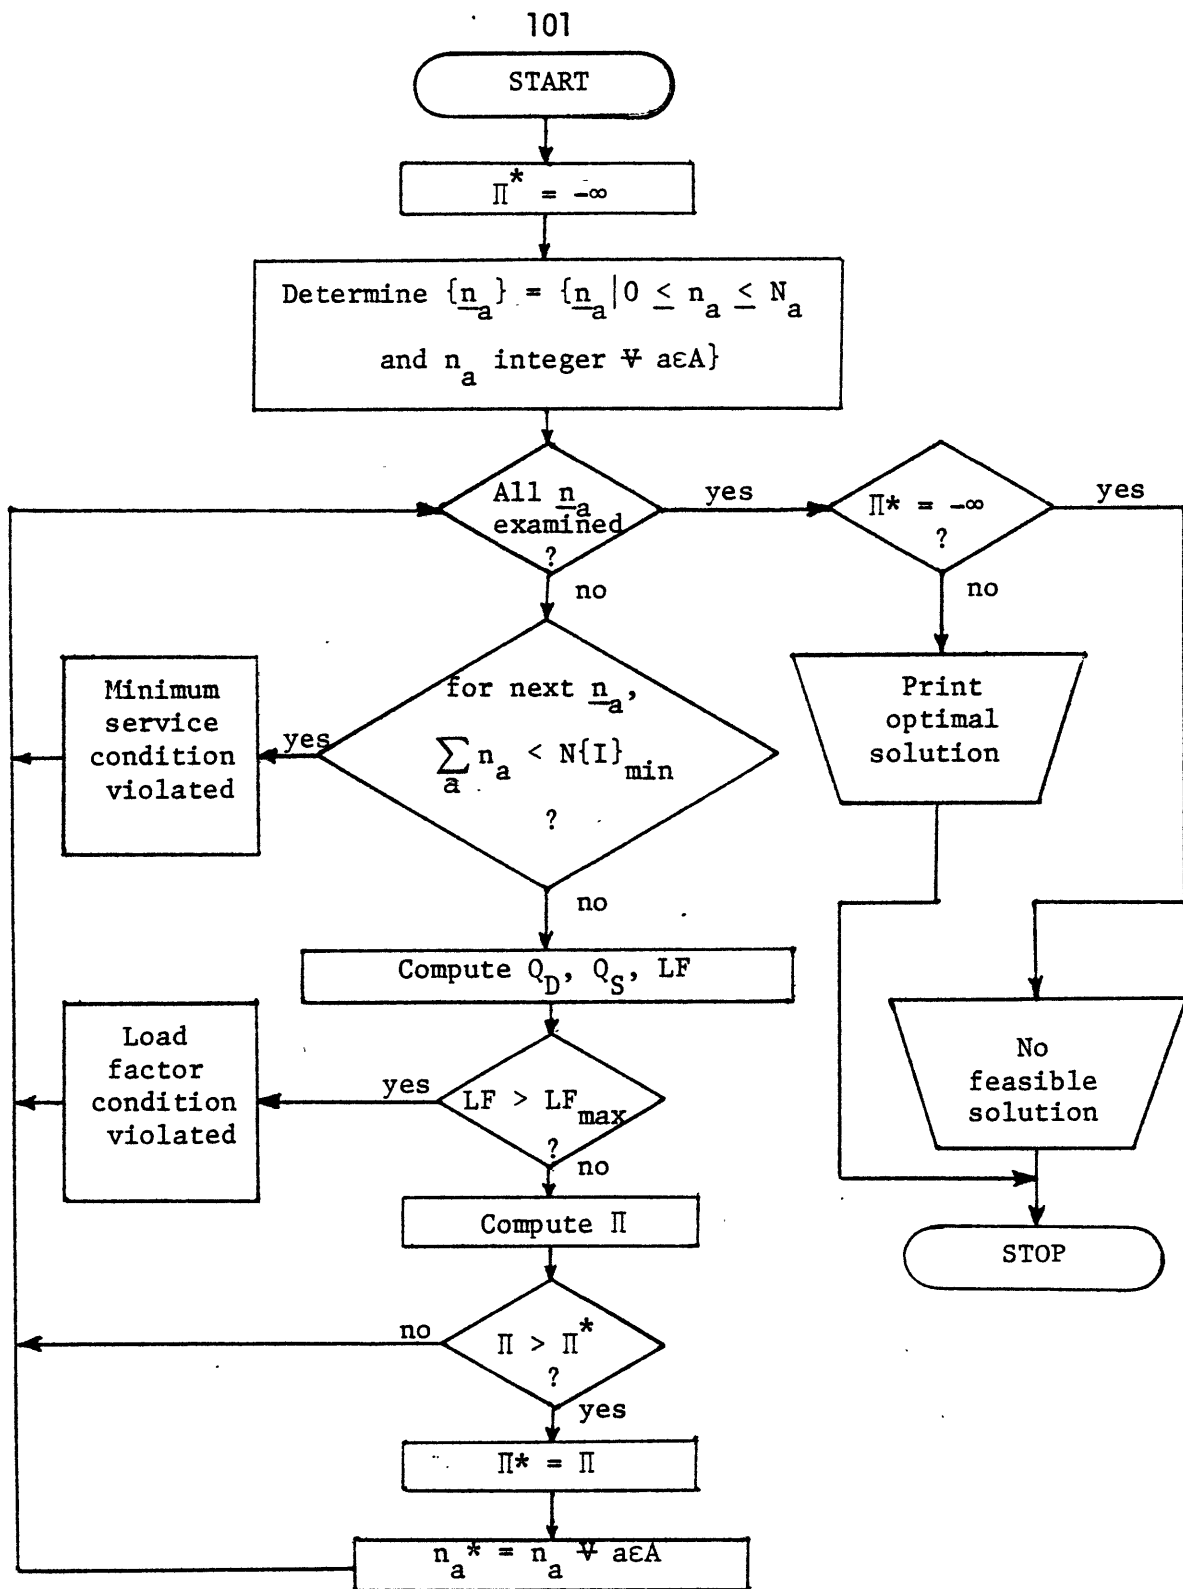 101
START
Π* = -∞
Determine {n_a} = {n_a|0 ≤ n_a ≤ N_a
and n_a integer ∀ aεA}
All n_a
examined
?
yes
Π* = -∞
?
yes
no
no
for next n_a,
∑_a n_a < N{I}_min
?
yes
Minimum
service
condition
violated
Print
optimal
solution
no
Compute Q_D, Q_S, LF
LF > LF_max
?
yes
Load
factor
condition
violated
No
feasible
solution
no
Compute Π
STOP
Π > Π*
?
no
yes
Π* = Π
n_a* = n_a ∀ aεA